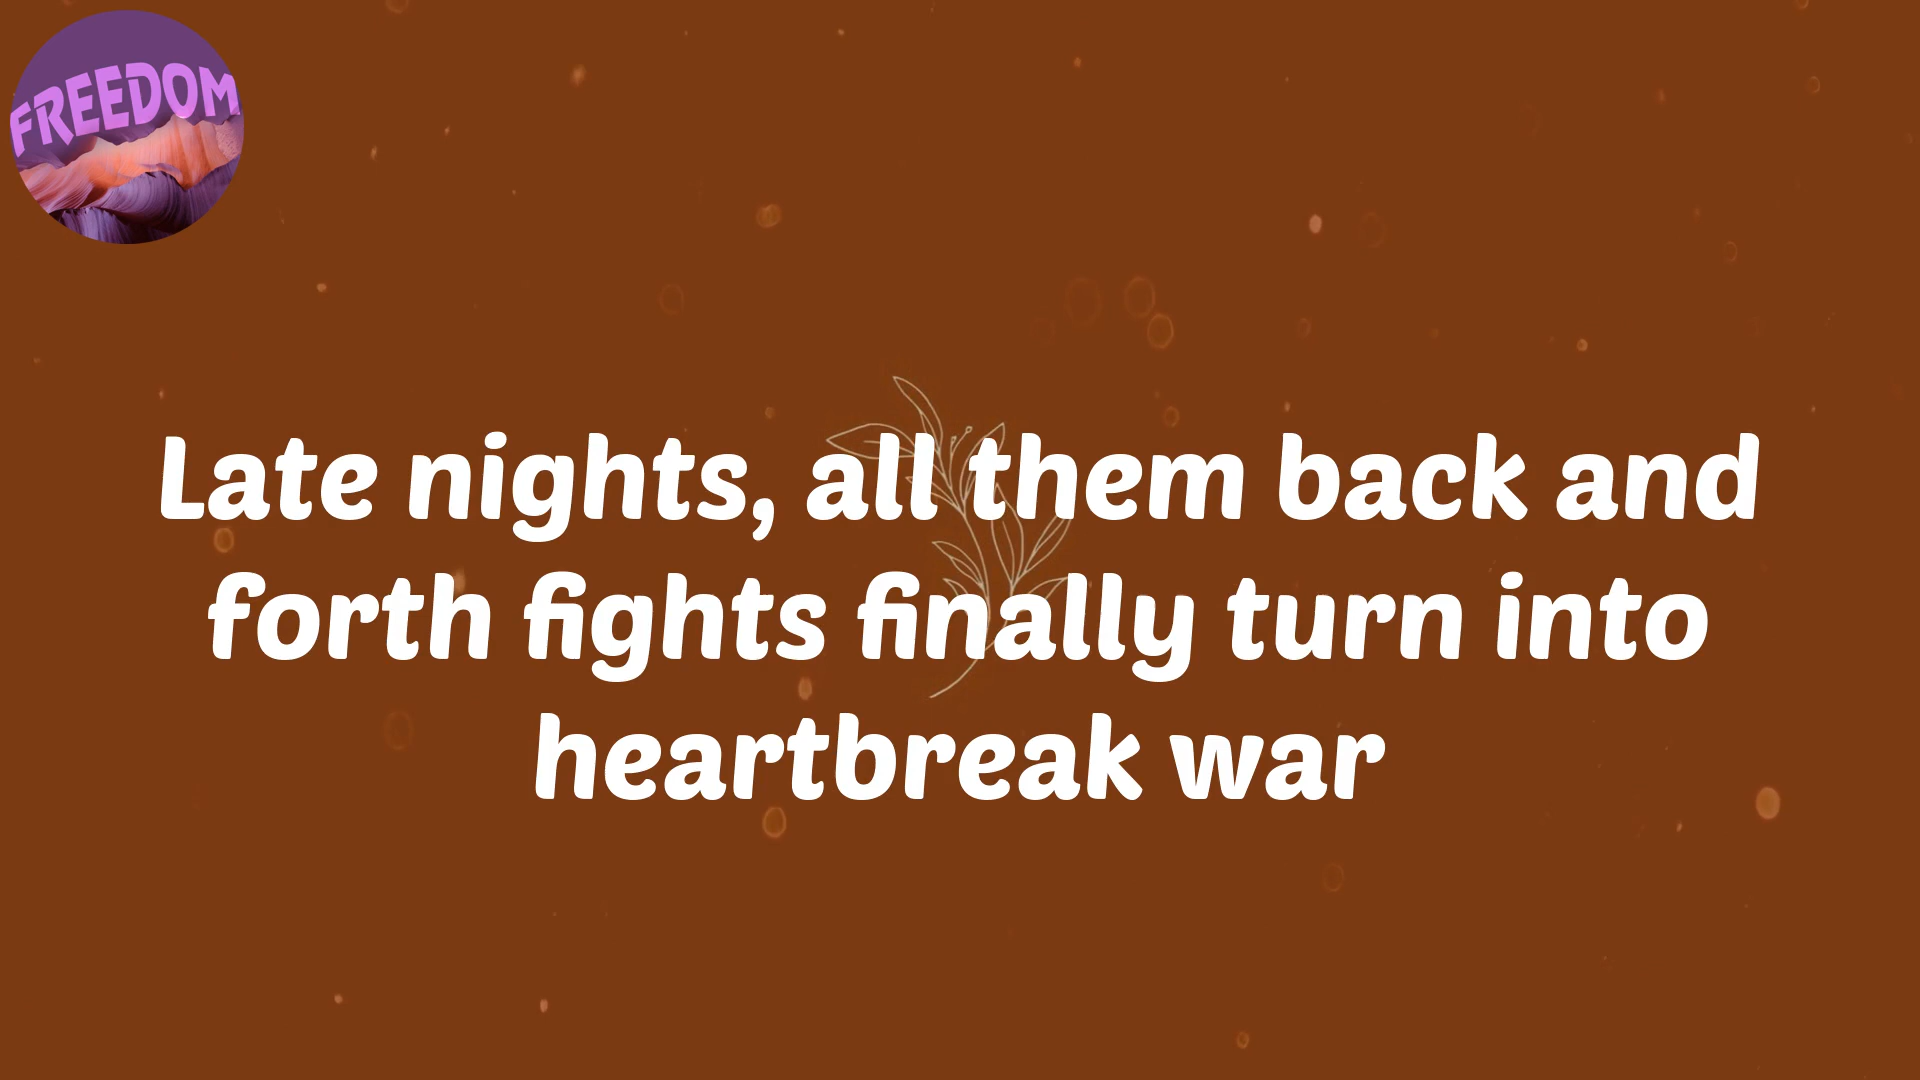 FREEDOM
Late nights, all them back and
forth fights finally turn into
heartbreak war